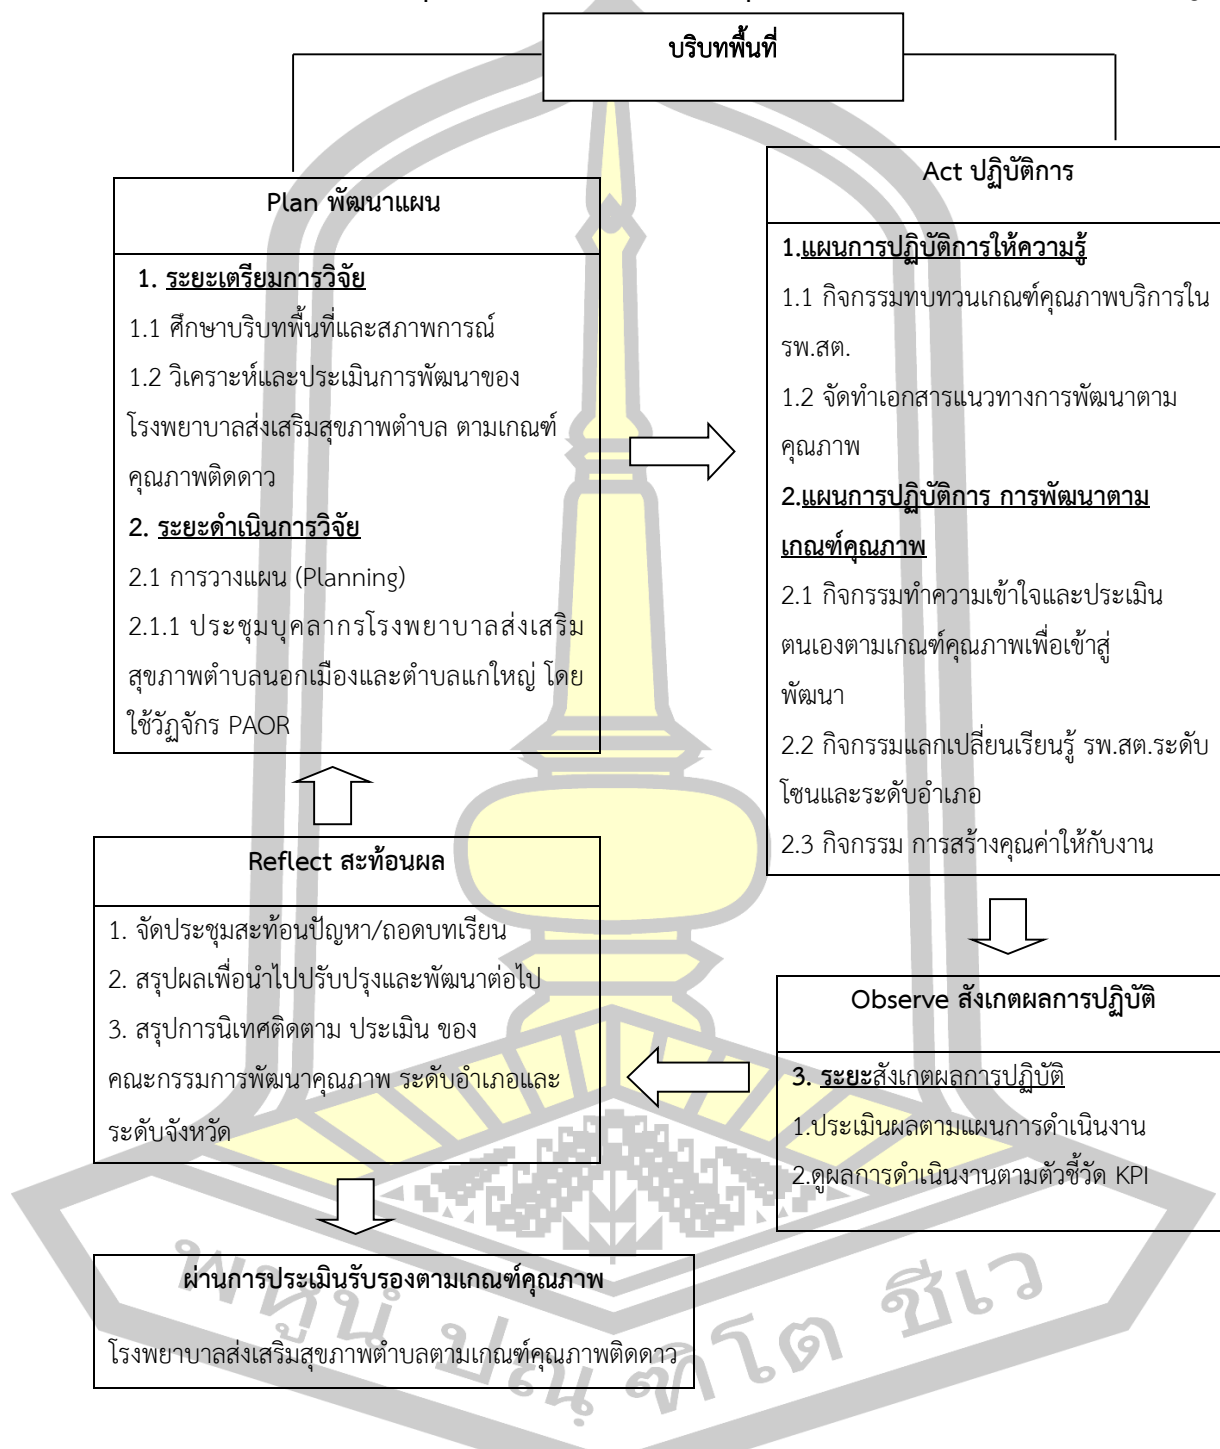 บริบทพื้นที่
Plan พัฒนาแผน
1. ระยะเตรียมการวิจัย
1.1 ศึกษาบริบทพื้นที่และสภาพการณ์
1.2 วิเคราะห์และประเมินการพัฒนาของ
โรงพยาบาลส่งเสริมสุขภาพตำบล ตามเกณฑ์
คุณภาพติดดาว
2. ระยะดำเนินการวิจัย
2.1 การวางแผน (Planning)
2.1.1 ประชุมบุคลากรโรงพยาบาลส่งเสริม
สุขภาพตำบลนอกเมืองและตำบลแกใหญ่ โดย
ใช้วัฏจักร PAOR
Act ปฏิบัติการ
1.แผนการปฏิบัติการให้ความรู้
1.1 กิจกรรมทบทวนเกณฑ์คุณภาพบริการใน
รพ.สต.
1.2 จัดทำเอกสารแนวทางการพัฒนาตาม
คุณภาพ
2.แผนการปฏิบัติการ การพัฒนาตาม
เกณฑ์คุณภาพ
2.1 กิจกรรมทำความเข้าใจและประเมิน
ตนเองตามเกณฑ์คุณภาพเพื่อเข้าสู่
พัฒนา
2.2 กิจกรรมแลกเปลี่ยนเรียนรู้ รพ.สต.ระดับ
โซนและระดับอำเภอ
2.3 กิจกรรม การสร้างคุณค่าให้กับงาน
Observe สังเกตผลการปฏิบัติ
3. ระยะสังเกตผลการปฏิบัติ
1.ประเมินผลตามแผนการดำเนินงาน
2.ดูผลการดำเนินงานตามตัวชี้วัด KPI
Reflect สะท้อนผล
1. จัดประชุมสะท้อนปัญหา/ถอดบทเรียน
2. สรุปผลเพื่อนำไปปรับปรุงและพัฒนาต่อไป
3. สรุปการนิเทศติดตาม ประเมิน ของ
คณะกรรมการพัฒนาคุณภาพ ระดับอำเภอและ
ระดับจังหวัด
ผ่านการประเมินรับรองตามเกณฑ์คุณภาพ
โรงพยาบาลส่งเสริมสุขภาพตำบลตามเกณฑ์คุณภาพติดดาว
พหูนํ ปณฺฑิโต ชีเว